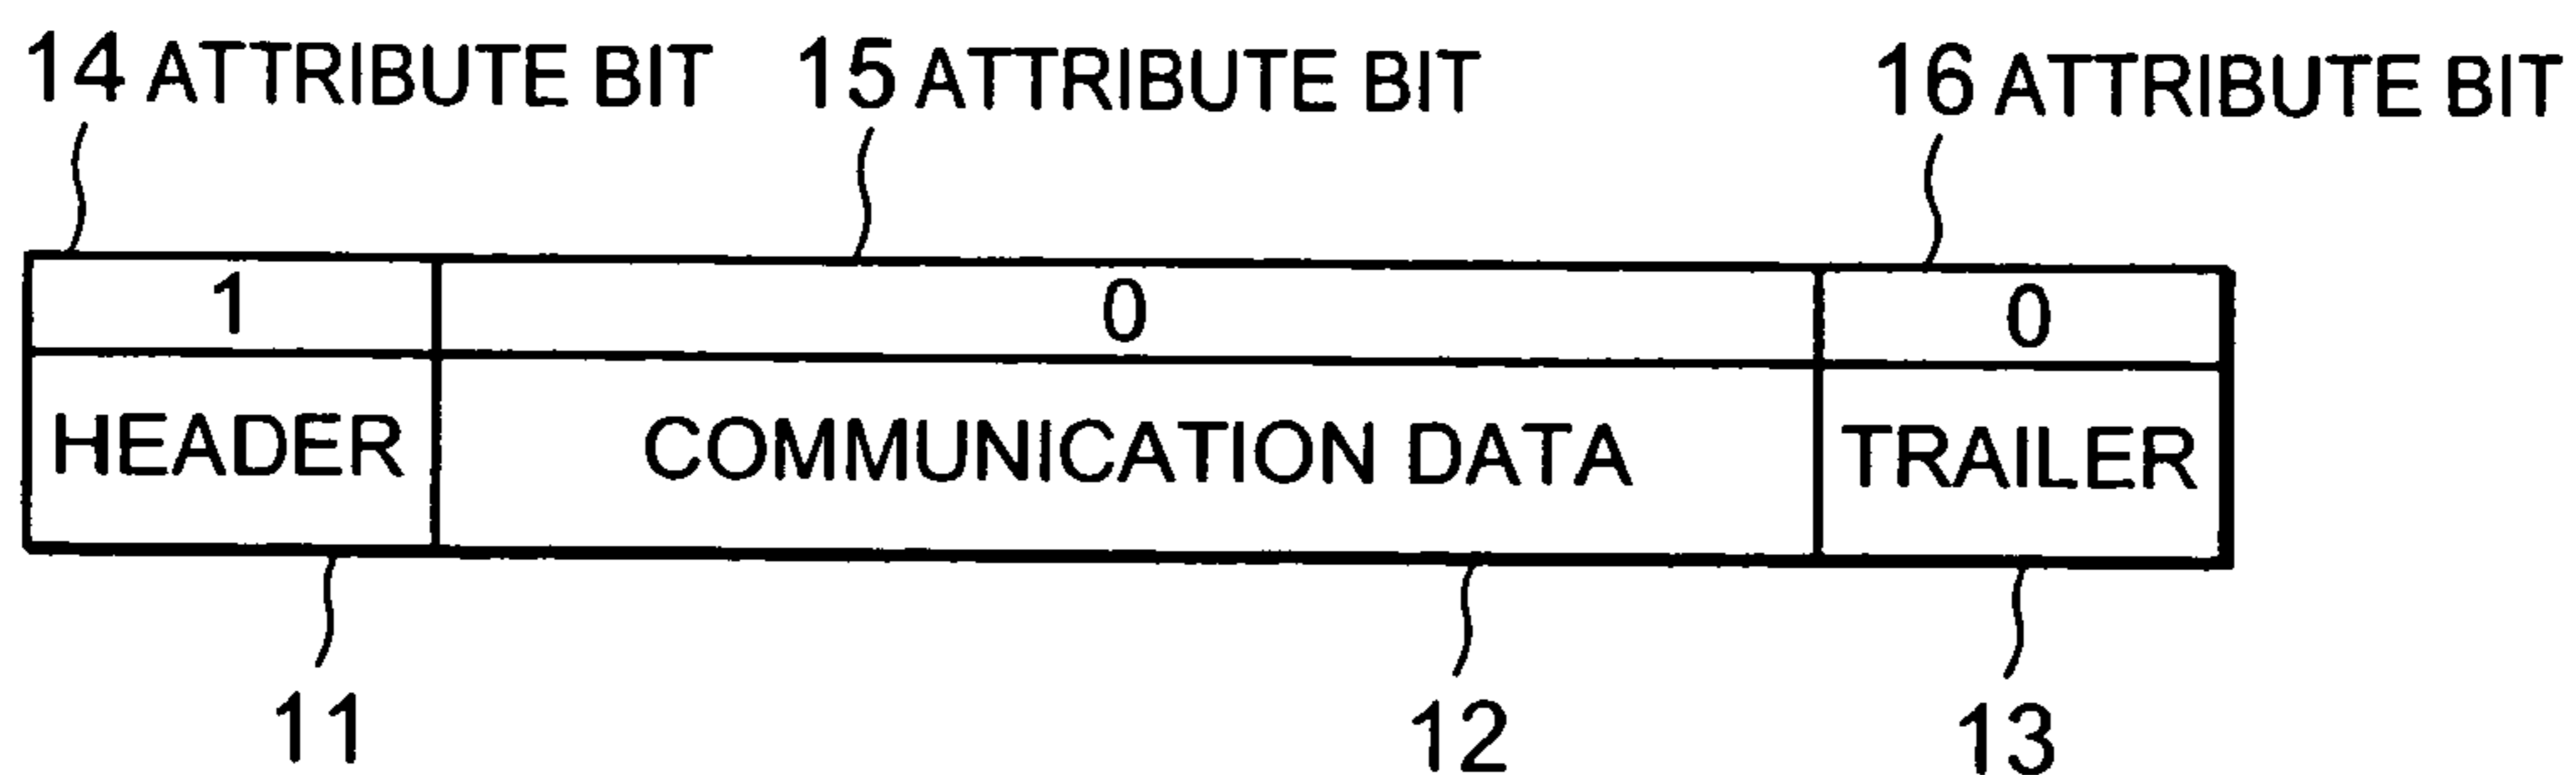 14 ATTRIBUTE BIT 15 ATTRIBUTE BIT 16 ATTRIBUTE BIT
1 0 0
HEADER COMMUNICATION DATA TRAILER
11 12 13